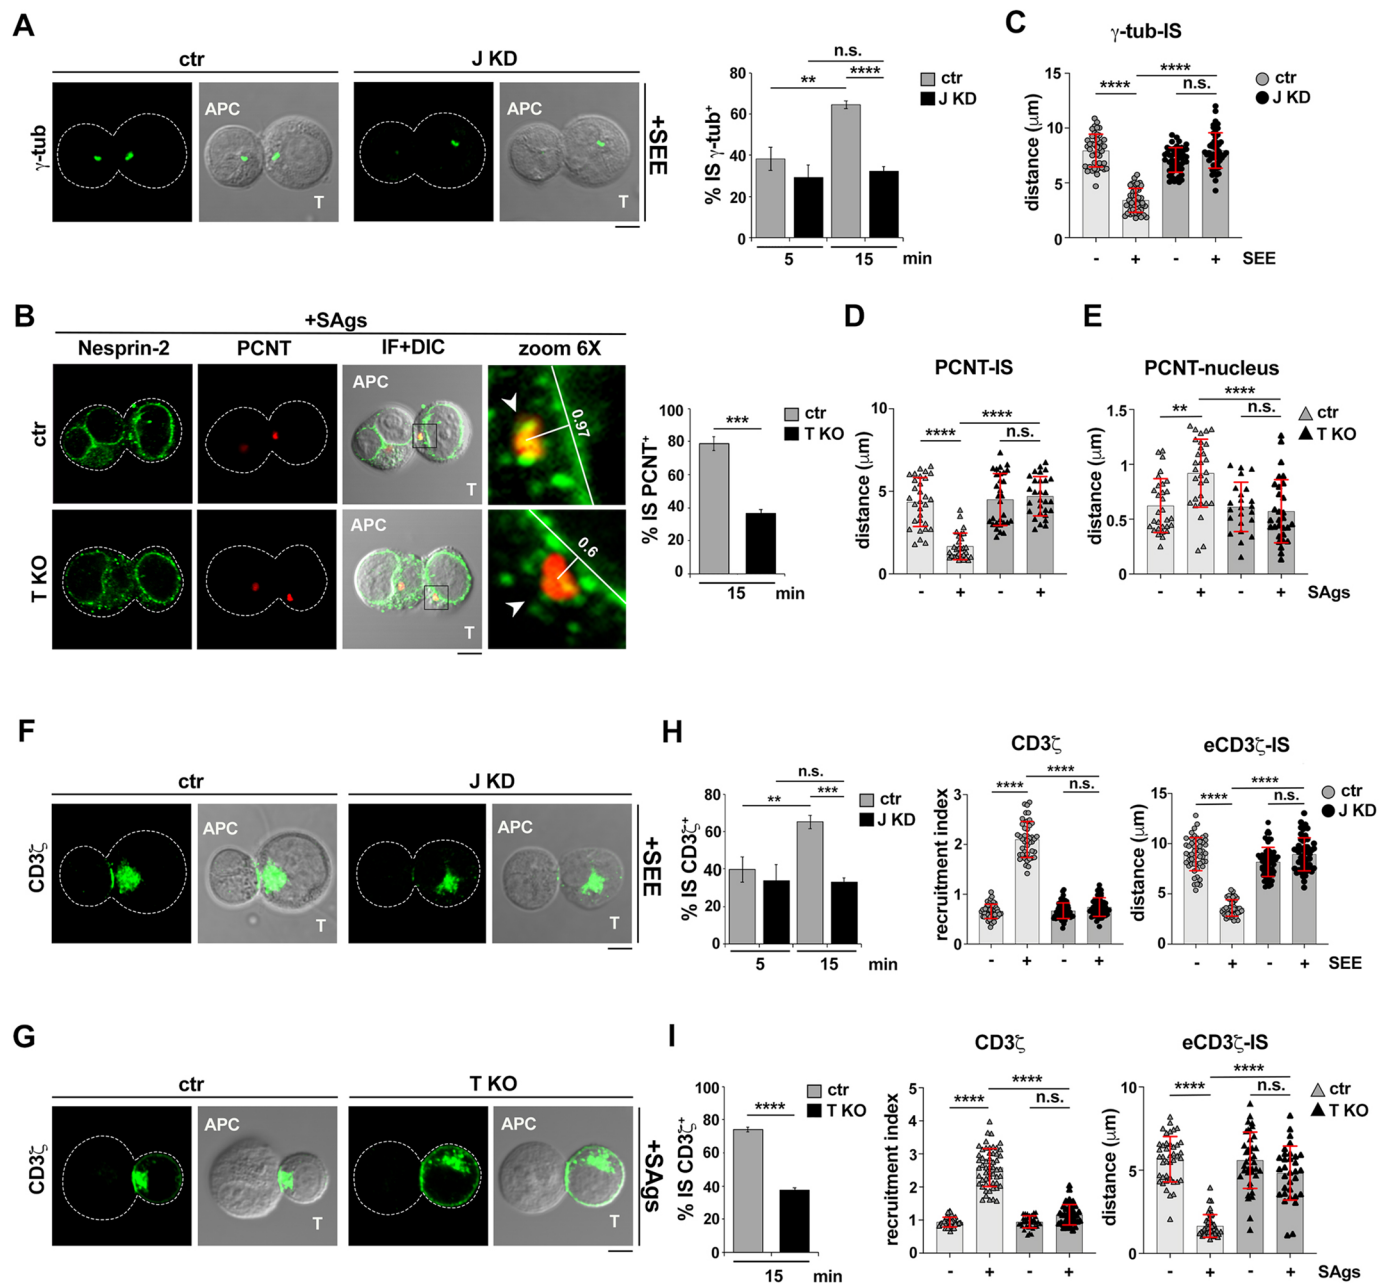 A
ctr
J KD
γ-tub
APC
T
APC
T
+SEE
n.s.
** ****
ctr
J KD
% IS γ-tub⁺
80
60
40
20
0
5 15 min
C
γ-tub-IS
****
**** n.s.
ctr
J KD
distance (μm)
15
10
5
0
- + - + SEE
B
+SAgs
Nesprin-2 PCNT IF+DIC zoom 6X
ctr
APC
T
0.97
T KO
APC
T
0.6
***
ctr
T KO
% IS PCNT⁺
100
80
60
40
20
0
15 min
D
PCNT-IS
****
**** n.s.
distance (μm)
10
5
0
- + - +
E
PCNT-nucleus
****
** n.s.
ctr
T KO
distance (μm)
1.5
1
0.5
0
- + - + SAgs
F
ctr
J KD
CD3ζ
APC
T
APC
T
+SEE
H
n.s.
** ***
ctr
J KD
% IS CD3ζ⁺
80
60
40
20
0
5 15 min
CD3ζ
****
**** n.s.
recruitment index
3
2
1
0
- + - +
eCD3ζ-IS
****
**** n.s.
ctr
J KD
distance (μm)
15
10
5
0
- + - + SEE
G
ctr
T KO
CD3ζ
APC
T
APC
T
+SAgs
I
****
ctr
T KO
% IS CD3ζ⁺
100
80
60
40
20
0
15 min
CD3ζ
****
**** n.s.
recruitment index
5
4
3
2
1
0
- + - +
eCD3ζ-IS
****
**** n.s.
ctr
T KO
distance (μm)
10
5
0
- + - + SAgs